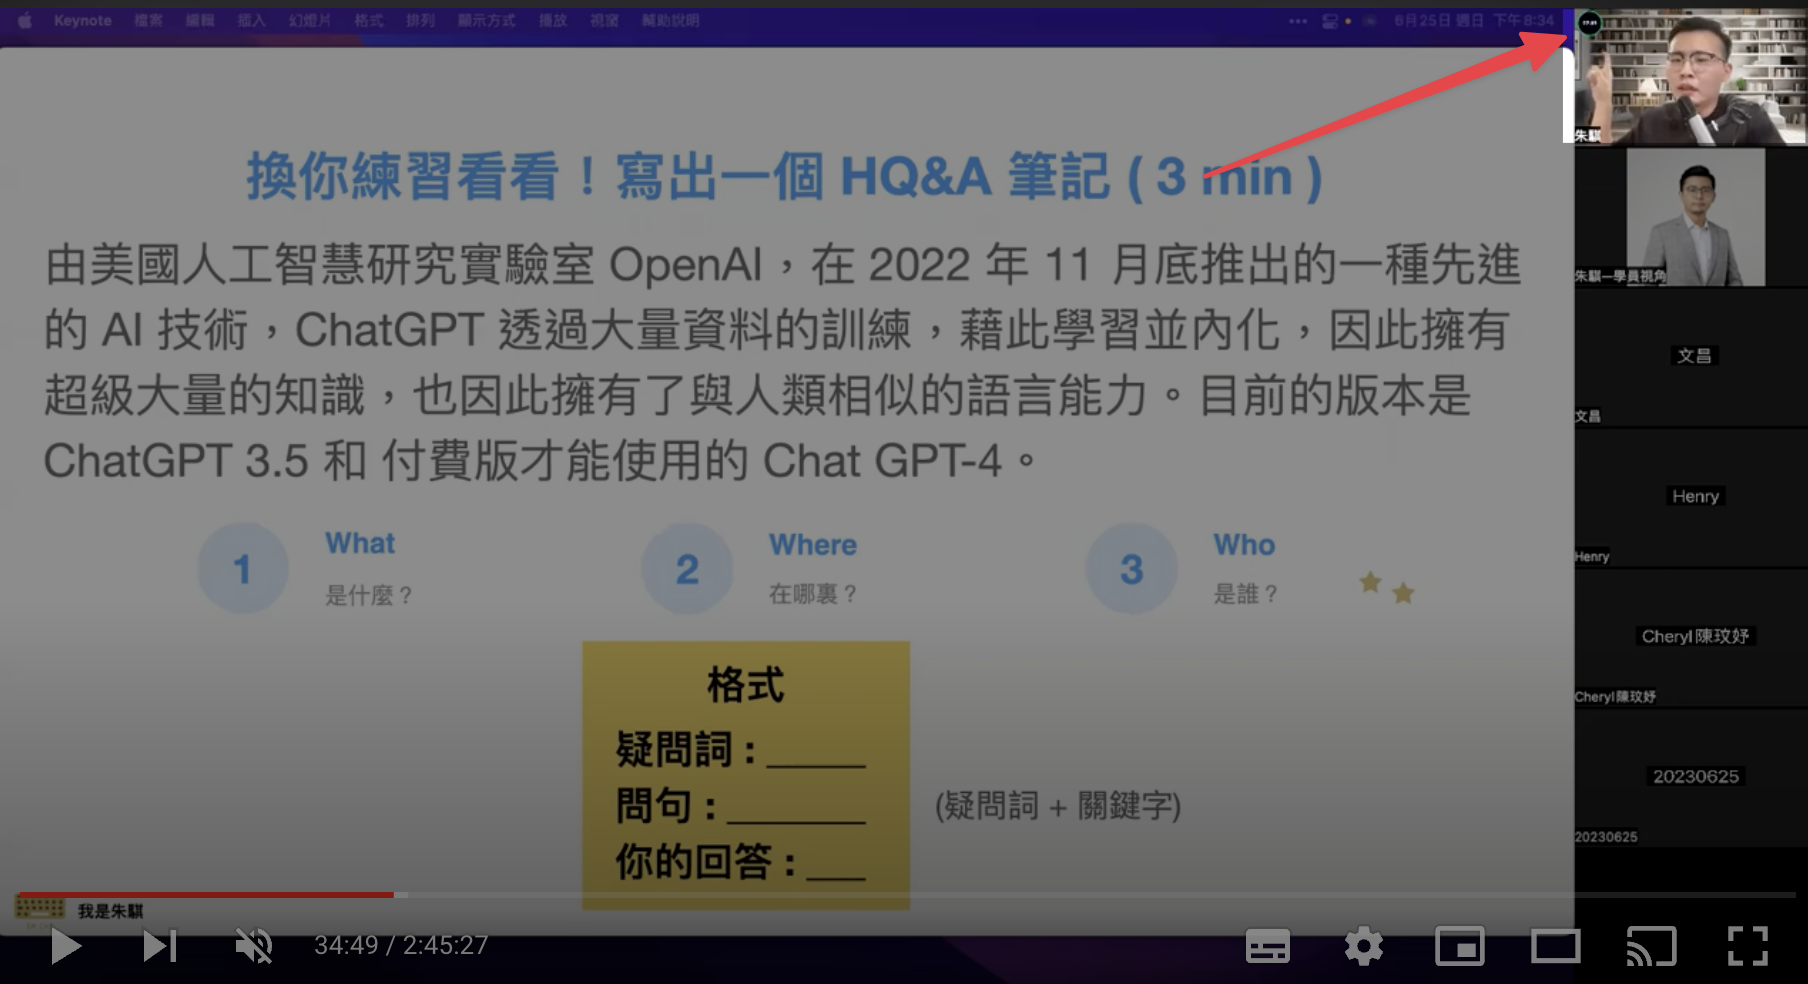 Keynote 檔案 編輯 插入 幻燈片 格式 排列 顯示方式 播放 視窗 輔助說明
6月25日 週日 下午8:34
朱騏
換你練習看看！寫出一個 HQ&A 筆記 ( 3 min )
由美國人工智慧研究實驗室 OpenAI，在 2022 年 11 月底推出的一種先進
的 AI 技術，ChatGPT 透過大量資料的訓練，藉此學習並內化，因此擁有
超級大量的知識，也因此擁有了與人類相似的語言能力。目前的版本是
ChatGPT 3.5 和 付費版才能使用的 Chat GPT-4。
1
What
是什麼？
2
Where
在哪裏？
3
Who
是誰？
格式
疑問詞：_____
問句：_______
你的回答：___
(疑問詞 + 關鍵字)
朱騏—學員視角
文昌
文昌
Henry
Henry
Cheryl陳玟妤
Cheryl陳玟妤
20230625
20230625
我是朱騏
34:49 / 2:45:27